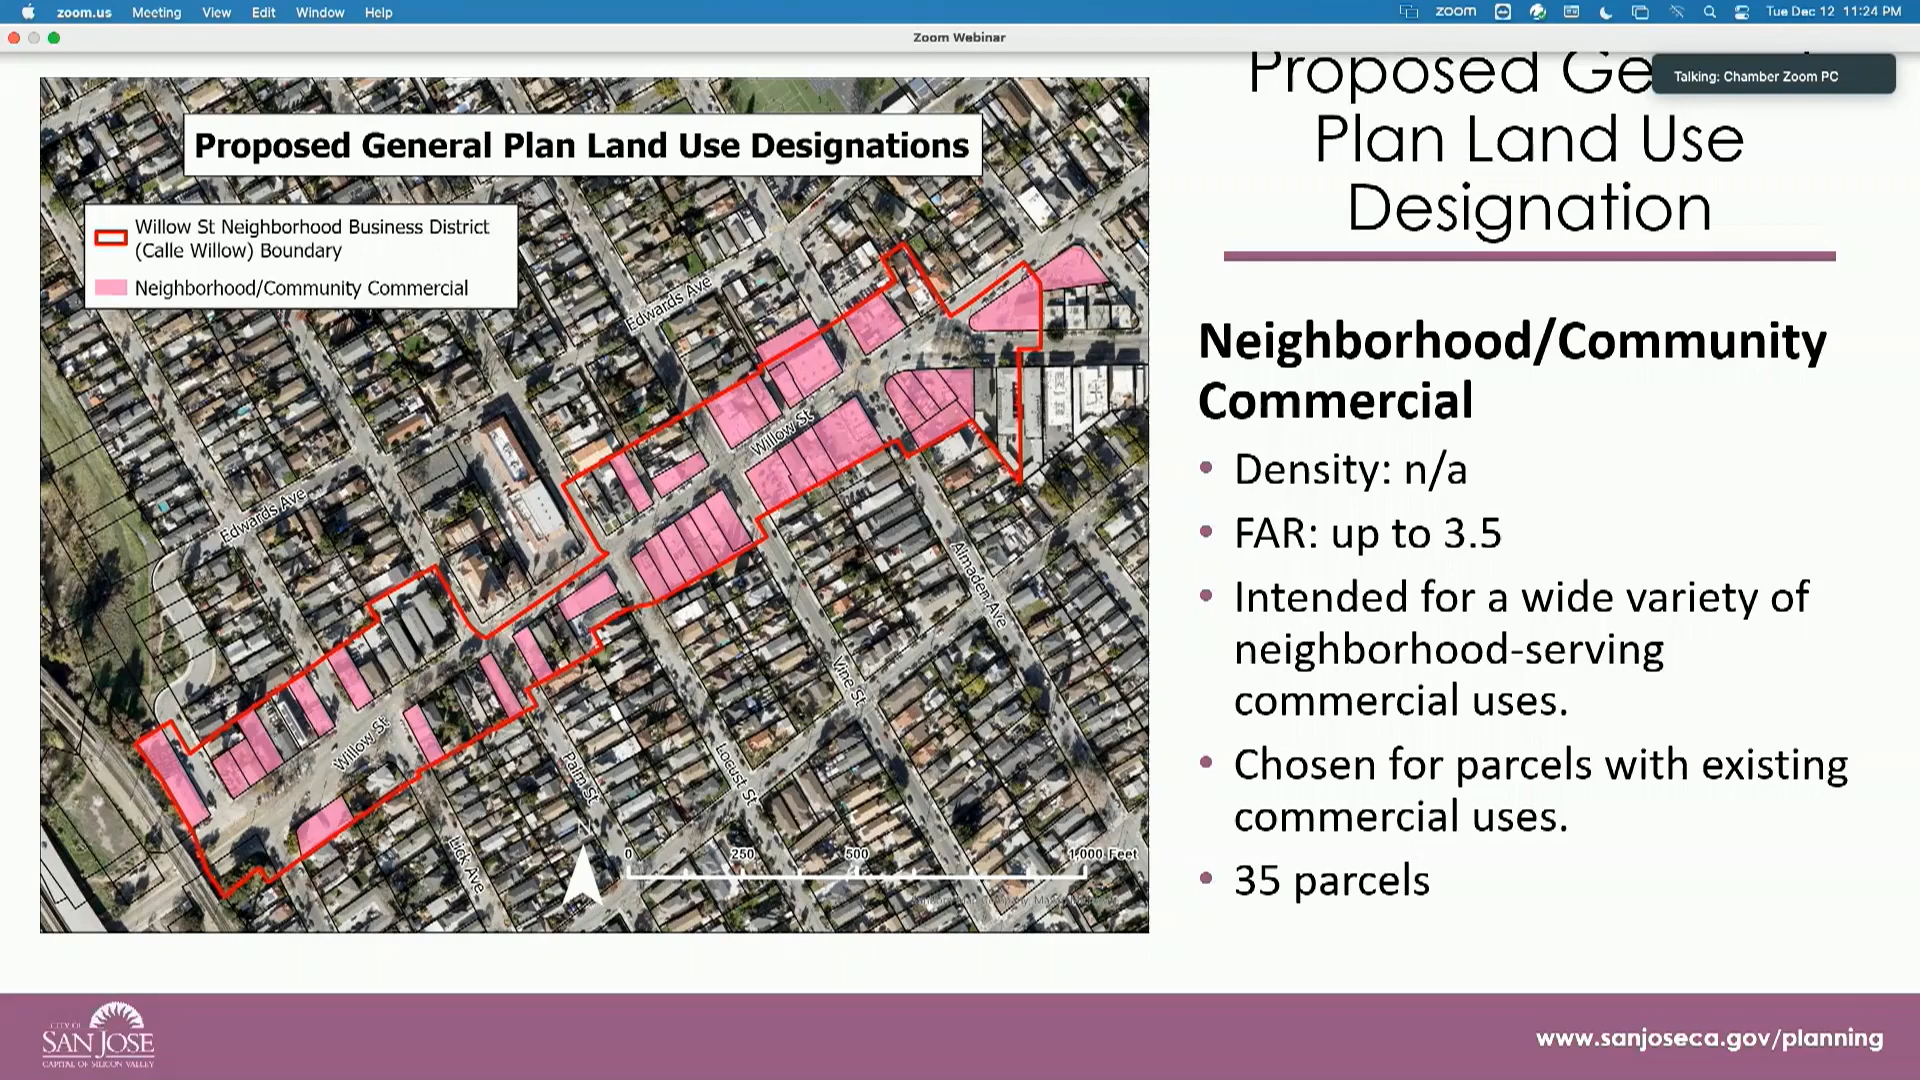 zoom.us Meeting View Edit Window Help
zoom Tue Dec 12 11:24 PM
Zoom Webinar
Talking: Chamber Zoom PC
Proposed General Plan Land Use Designations
Willow St Neighborhood Business District
(Calle Willow) Boundary
Neighborhood/Community Commercial
Edwards Ave
Willow St
Edwards Ave
Almaden Ave
Vine St
Willow St
Palm St
Locust St
Lick Ave
N
0 250 500 1,000 Feet
Proposed Ge
Plan Land Use
Designation
Neighborhood/Community
Commercial
• Density: n/a
• FAR: up to 3.5
• Intended for a wide variety of
neighborhood-serving
commercial uses.
• Chosen for parcels with existing
commercial uses.
• 35 parcels
CITY OF
SAN JOSE
CAPITAL OF SILICON VALLEY
www.sanjoseca.gov/planning